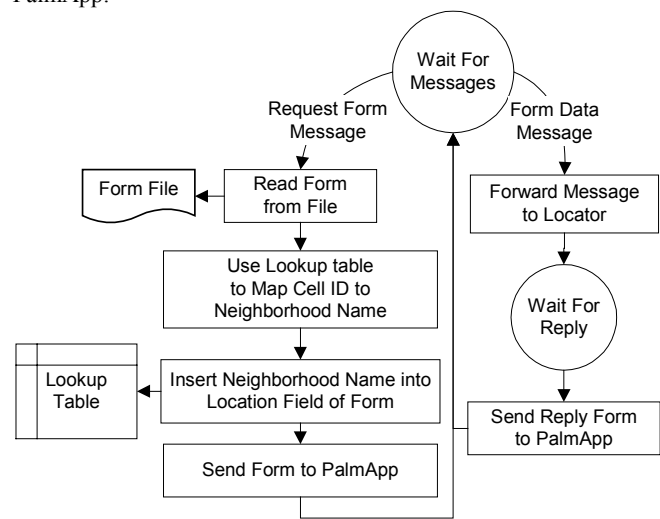 PalmApp.
Wait For
Messages
Request Form
Message
Form Data
Message
Form File
Read Form
from File
Forward Message
to Locator
Use Lookup table
to Map Cell ID to
Neighborhood Name
Wait For
Reply
Lookup
Table
Insert Neighborhood Name into
Location Field of Form
Send Reply Form
to PalmApp
Send Form to PalmApp